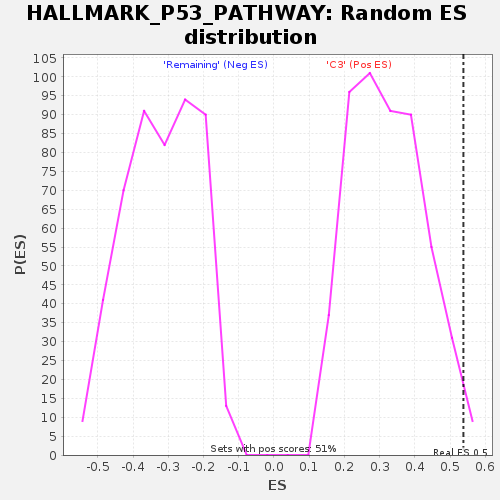 HALLMARK_P53_PATHWAY: Random ES
distribution
'Remaining' (Neg ES)
'C3' (Pos ES)
105
100
95
90
85
80
75
70
65
60
55
50
45
40
35
30
25
20
15
10
5
0
P(ES)
Sets with pos scores: 51%
Real ES 0.5
-0.5 -0.4 -0.3 -0.2 -0.1 0.0 0.1 0.2 0.3 0.4 0.5 0.6
ES